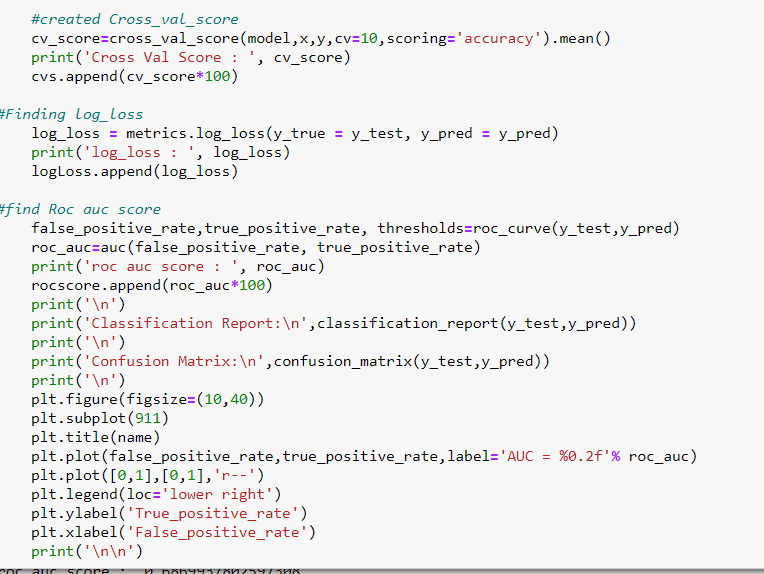 #created Cross_val_score
cv_score=cross_val_score(model,x,y,cv=10,scoring='accuracy').mean()
print('Cross Val Score : ', cv_score)
cvs.append(cv_score*100)
#Finding log_loss
log_loss = metrics.log_loss(y_true = y_test, y_pred = y_pred)
print('log_loss : ', log_loss)
logLoss.append(log_loss)
#find Roc auc score
false_positive_rate,true_positive_rate, thresholds=roc_curve(y_test,y_pred)
roc_auc=auc(false_positive_rate, true_positive_rate)
print('roc auc score : ', roc_auc)
rocscore.append(roc_auc*100)
print('\n')
print('Classification Report:\n',classification_report(y_test,y_pred))
print('\n')
print('Confusion Matrix:\n',confusion_matrix(y_test,y_pred))
print('\n')
plt.figure(figsize=(10,40))
plt.subplot(911)
plt.title(name)
plt.plot(false_positive_rate,true_positive_rate,label='AUC = %0.2f'% roc_auc)
plt.plot([0,1],[0,1],'r--')
plt.legend(loc='lower right')
plt.ylabel('True_positive_rate')
plt.xlabel('False_positive_rate')
print('\n\n')
roc auc score :